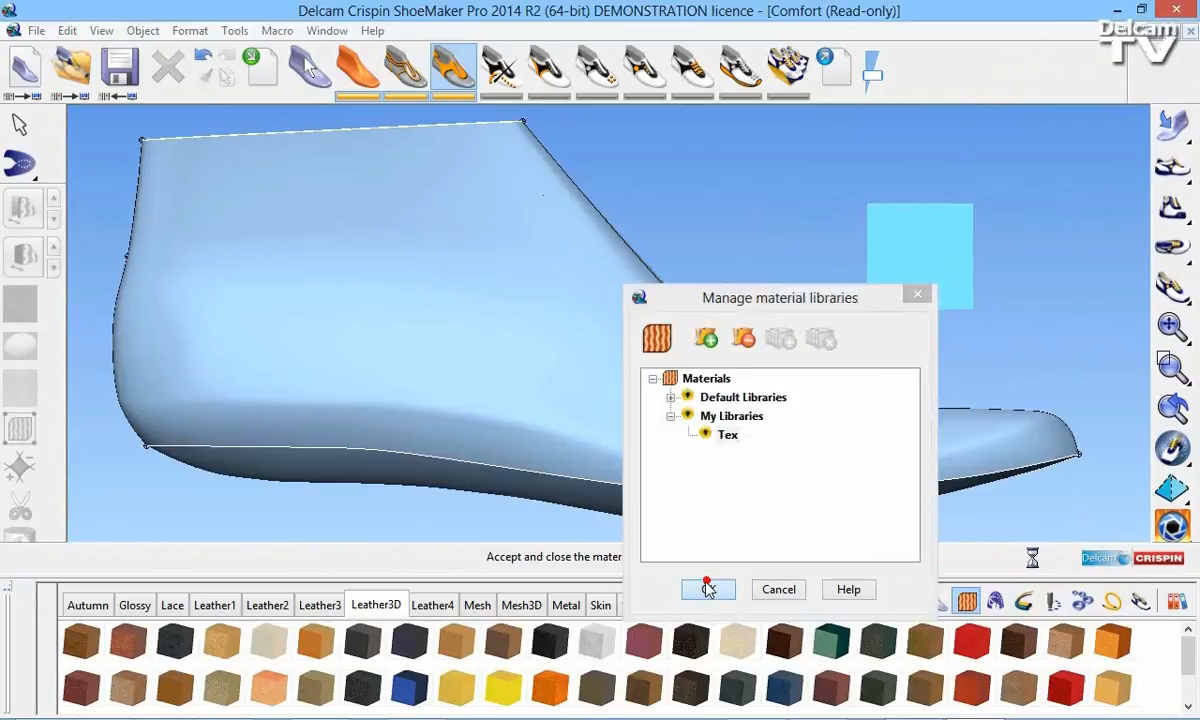 Delcam Crispin ShoeMaker Pro 2014 R2 (64-bit) DEMONSTRATION licence - [Comfort (Read-only)]
File Edit View Object Format Tools Macro Window Help
Delcam
TV
Manage material libraries
Materials
Default Libraries
My Libraries
Tex
Accept and close the mater
Delcam CRISPIN
Cancel Help
Autumn Glossy Lace Leather1 Leather2 Leather3 Leather3D Leather4 Mesh Mesh3D Metal Skin